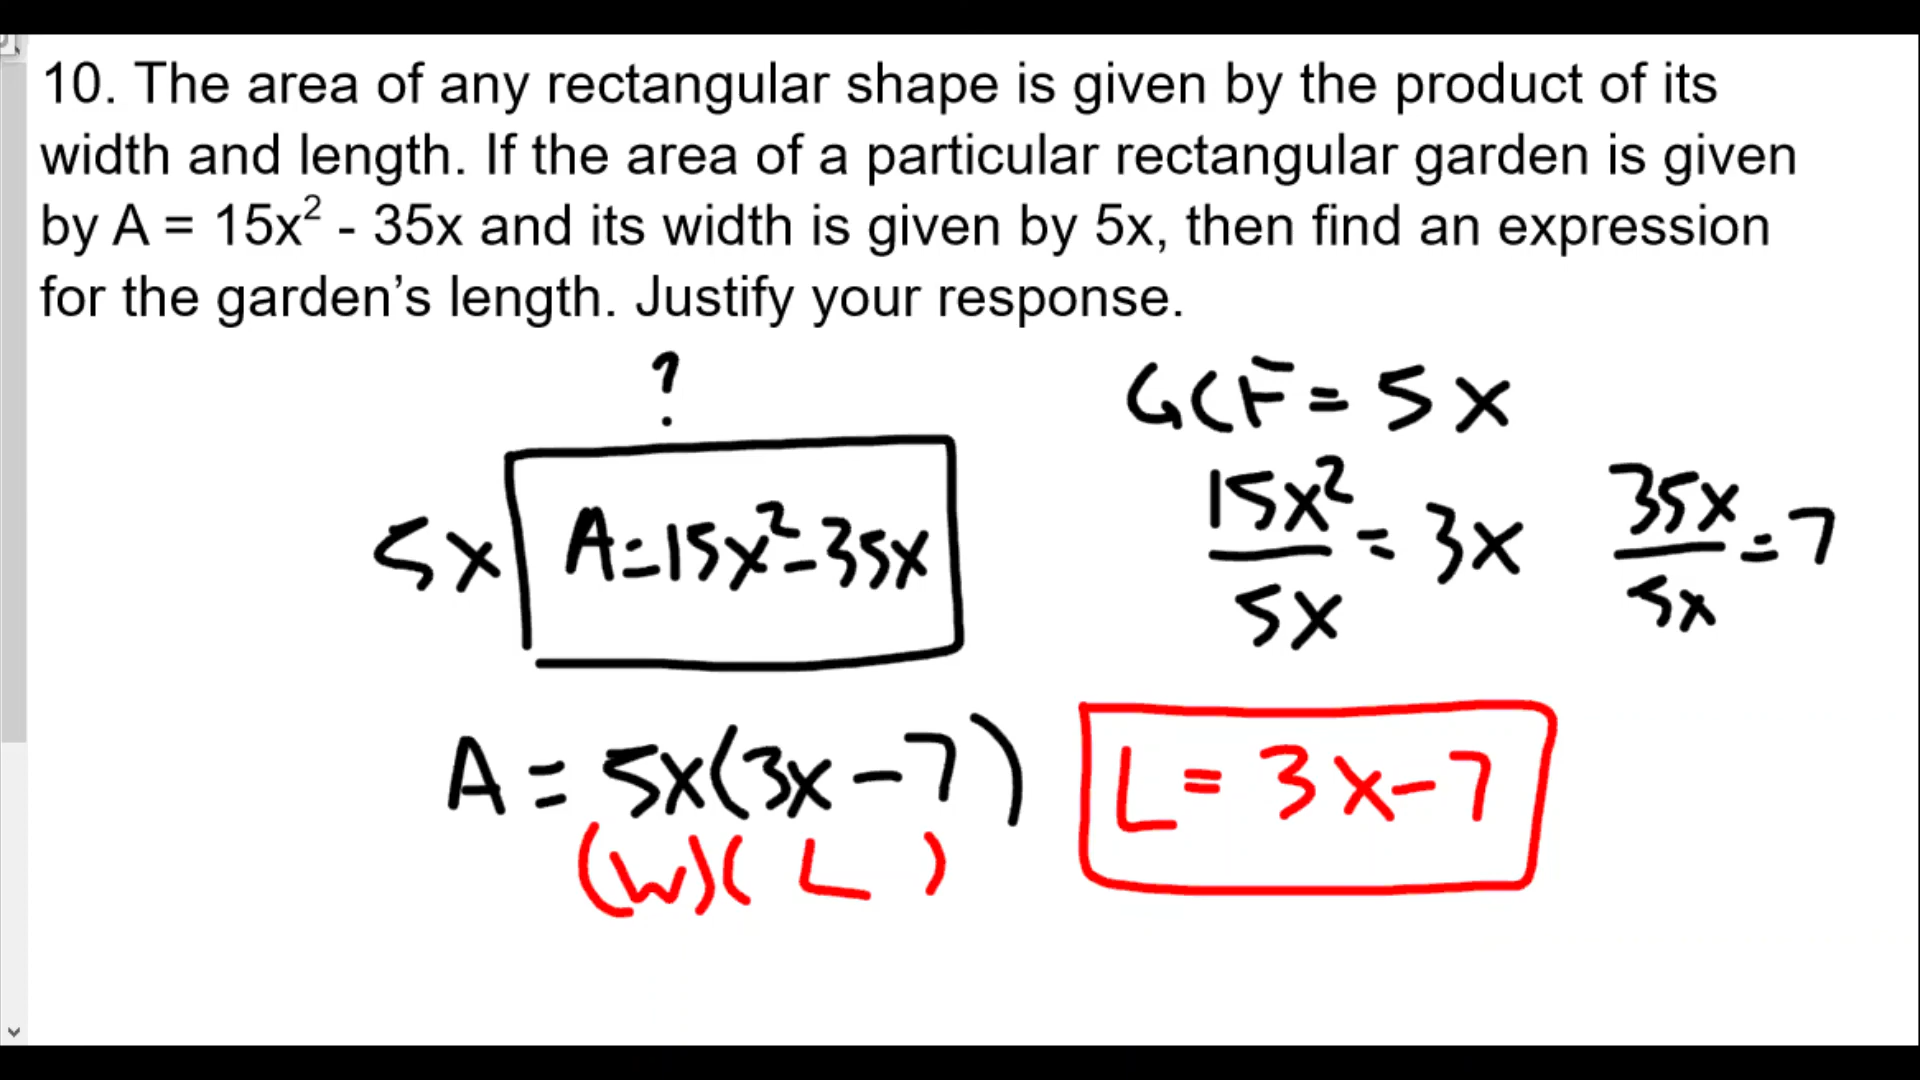 10. The area of any rectangular shape is given by the product of its
width and length. If the area of a particular rectangular garden is given
by A = 15x² - 35x and its width is given by 5x, then find an expression
for the garden’s length. Justify your response.
?
5x
A=15x²-35x
GCF = 5x
15x²/5x = 3x
35x/5x = 7
A = 5x(3x-7)
(W)( L )
L = 3x-7